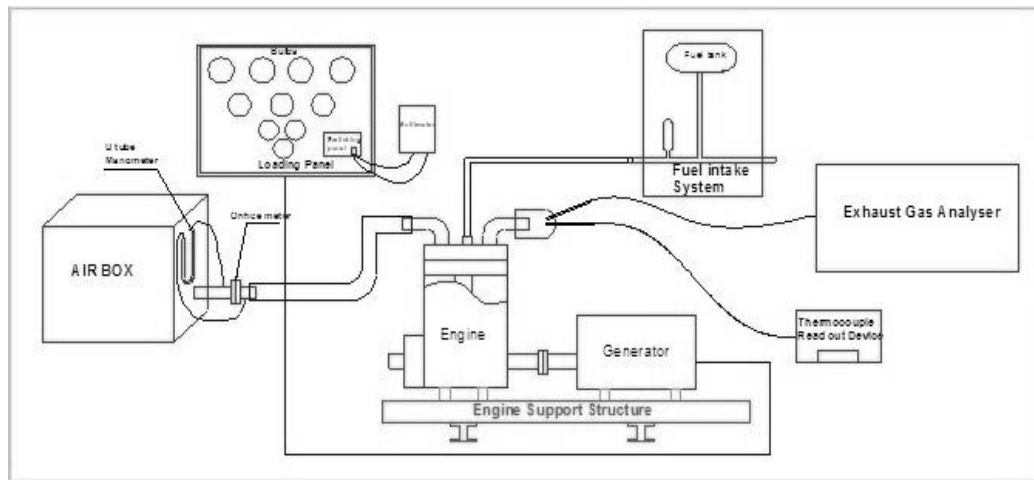 Bulbs
Fuel tank
Loading Panel
U tube
Manometer
Orifice meter
Fuel intake
System
Exhaust Gas Analyser
AIR BOX
Engine
Generator
Thermocouple
Read out Device
Engine Support Structure